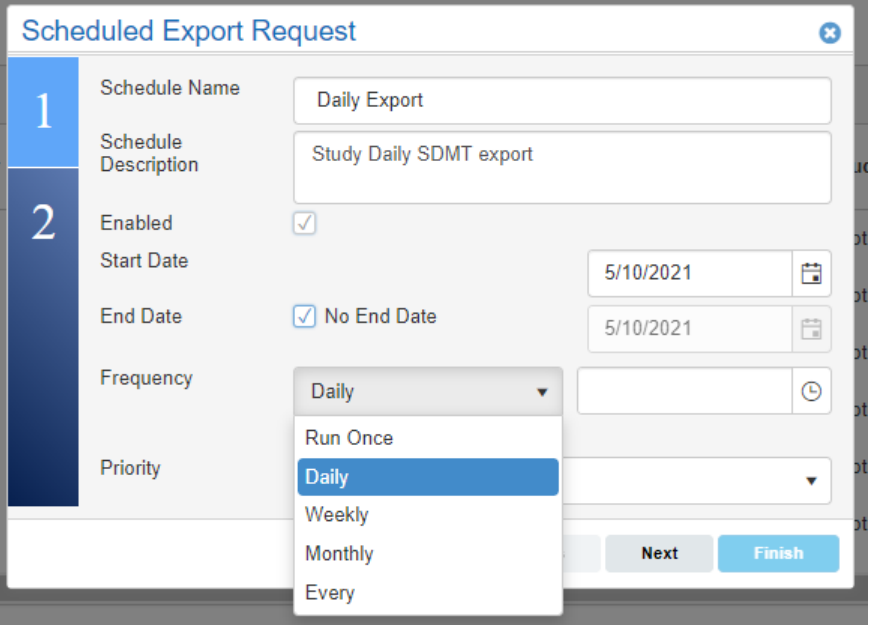 Scheduled Export Request
1
Schedule Name
Daily Export
Schedule
Description
Study Daily SDMT export
2
Enabled
Start Date
5/10/2021
End Date
No End Date
5/10/2021
Frequency
Daily
Run Once
Daily
Weekly
Monthly
Every
Priority
Next
Finish